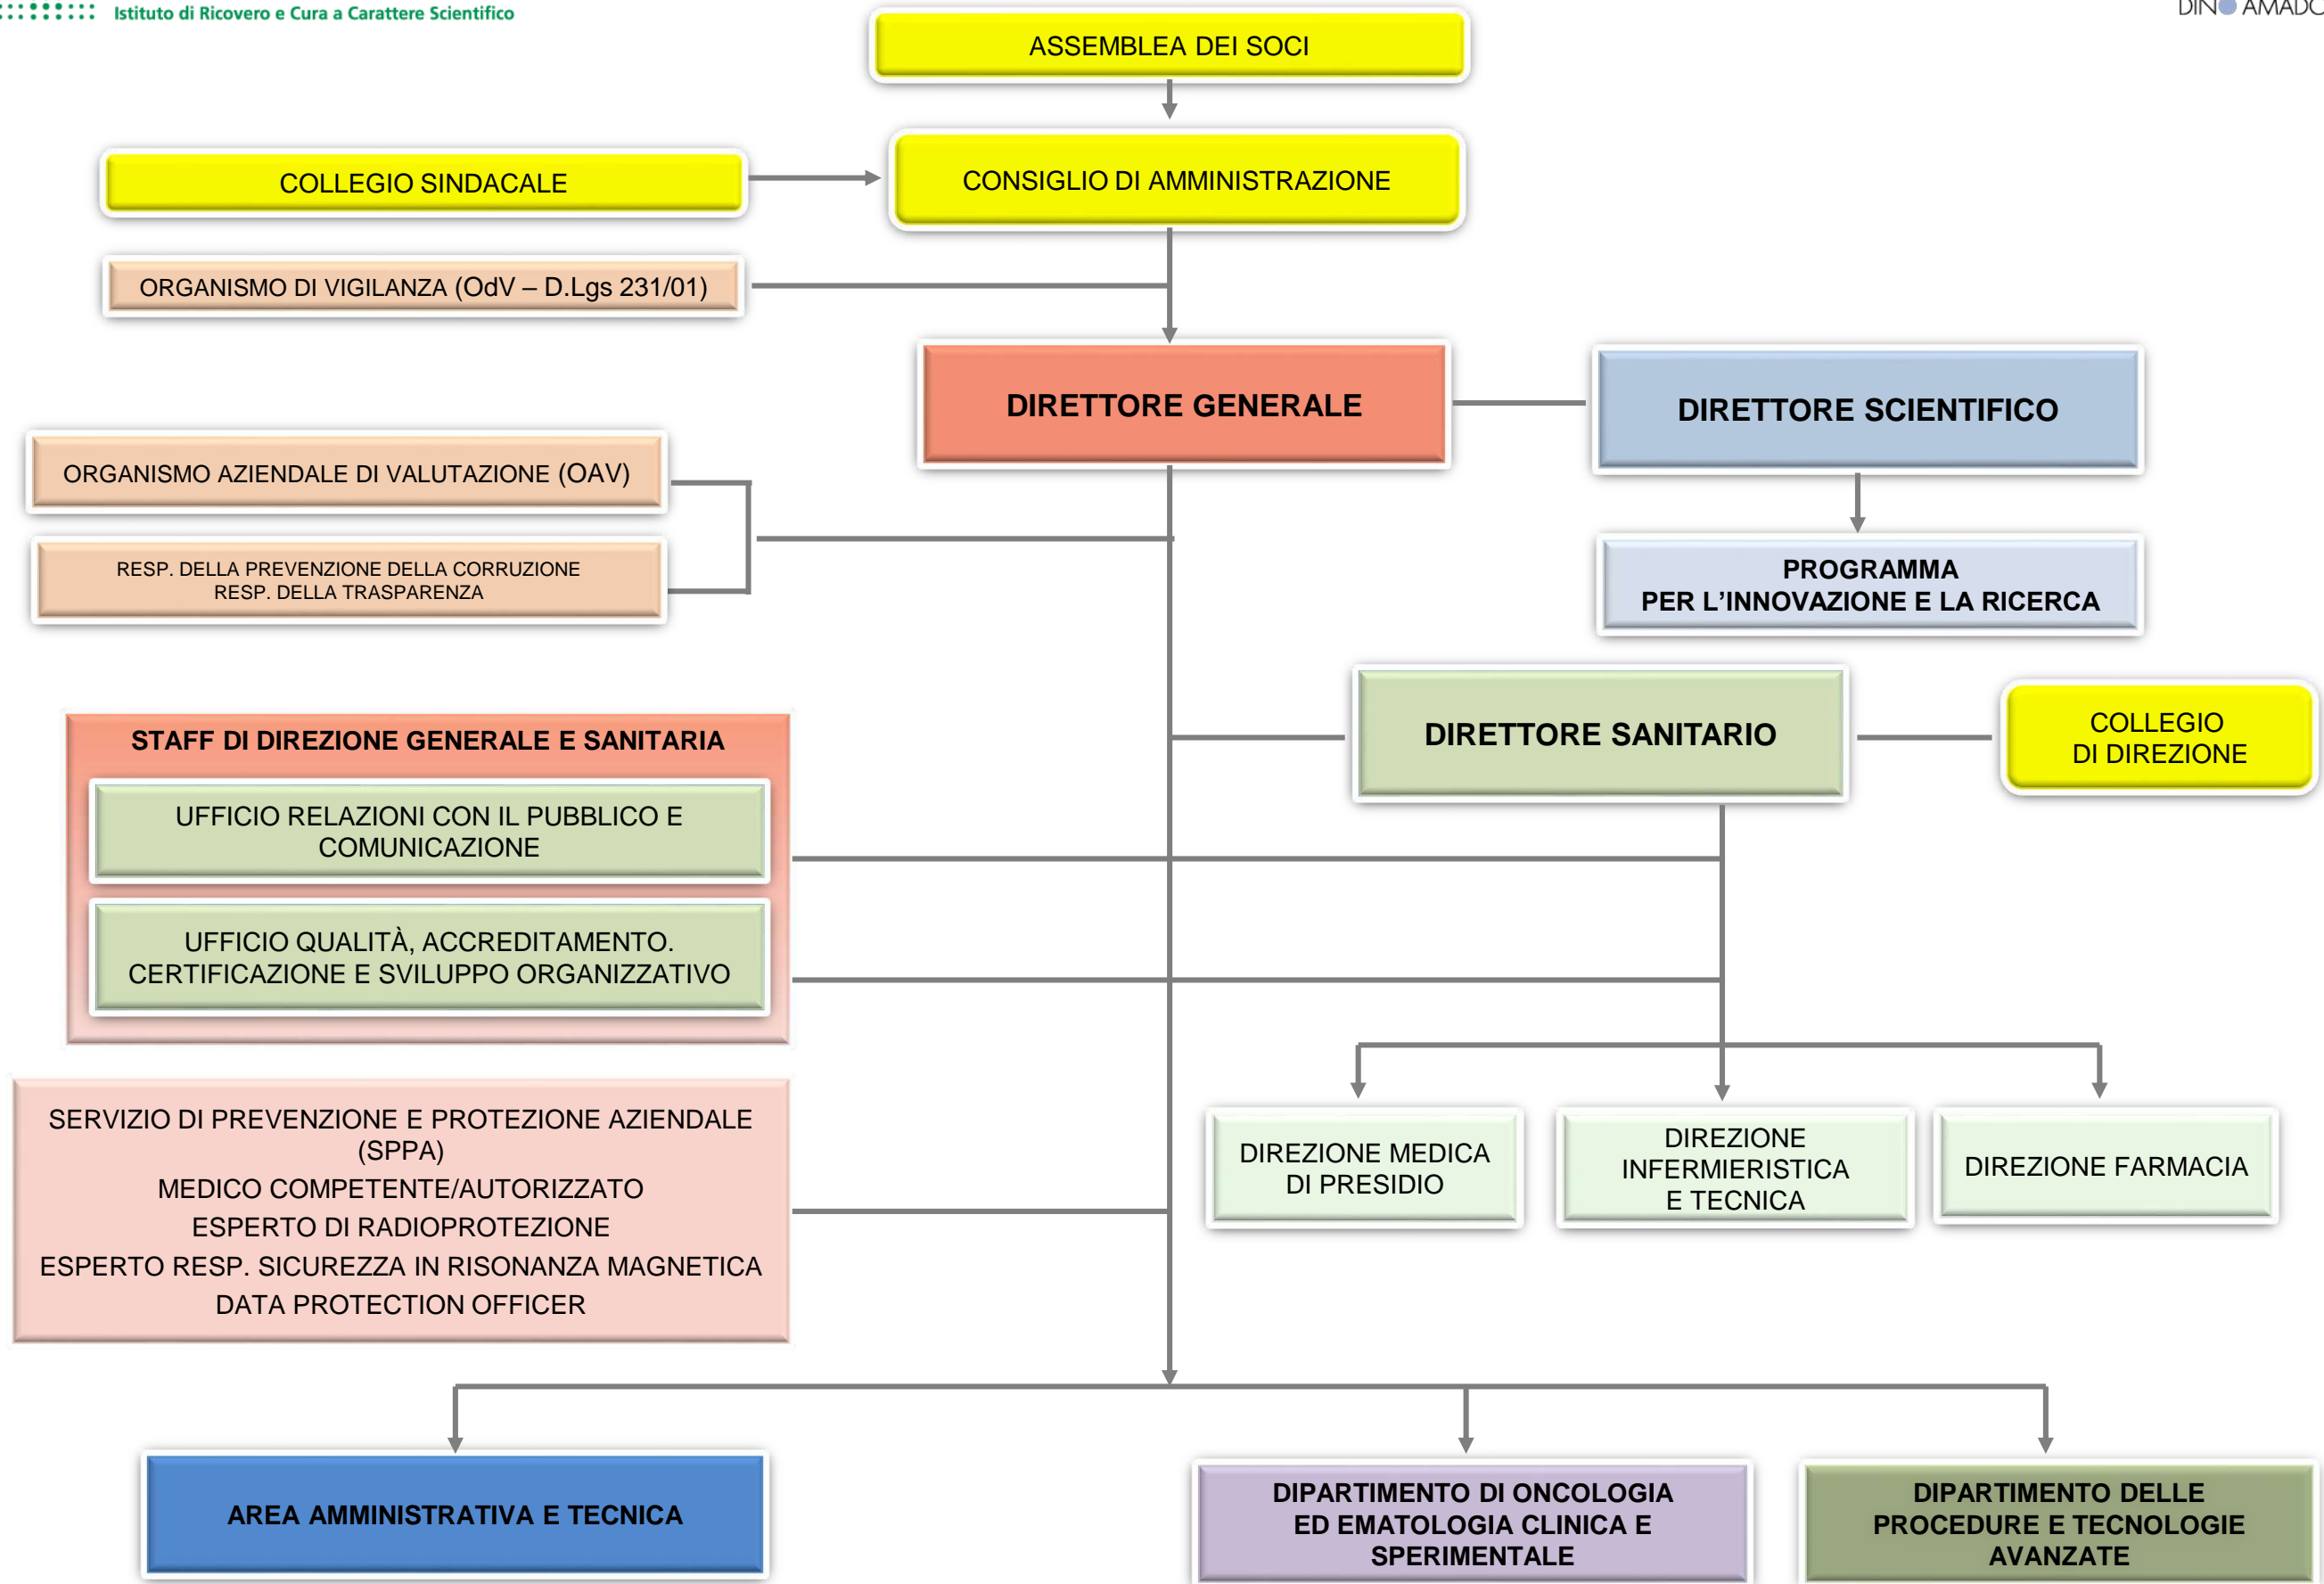 Istituto di Ricovero e Cura a Carattere Scientifico
ASSEMBLEA DEI SOCI
COLLEGIO SINDACALE
CONSIGLIO DI AMMINISTRAZIONE
ORGANISMO DI VIGILANZA (OdV – D.Lgs 231/01)
DIRETTORE GENERALE
DIRETTORE SCIENTIFICO
ORGANISMO AZIENDALE DI VALUTAZIONE (OAV)
RESP. DELLA PREVENZIONE DELLA CORRUZIONE
RESP. DELLA TRASPARENZA
PROGRAMMA
PER L'INNOVAZIONE E LA RICERCA
DIRETTORE SANITARIO
COLLEGIO
DI DIREZIONE
STAFF DI DIREZIONE GENERALE E SANITARIA
UFFICIO RELAZIONI CON IL PUBBLICO E
COMUNICAZIONE
UFFICIO QUALITÀ, ACCREDITAMENTO.
CERTIFICAZIONE E SVILUPPO ORGANIZZATIVO
SERVIZIO DI PREVENZIONE E PROTEZIONE AZIENDALE
(SPPA)
MEDICO COMPETENTE/AUTORIZZATO
ESPERTO DI RADIOPROTEZIONE
ESPERTO RESP. SICUREZZA IN RISONANZA MAGNETICA
DATA PROTECTION OFFICER
DIREZIONE MEDICA
DI PRESIDIO
DIREZIONE
INFERMIERISTICA
E TECNICA
DIREZIONE FARMACIA
AREA AMMINISTRATIVA E TECNICA
DIPARTIMENTO DI ONCOLOGIA
ED EMATOLOGIA CLINICA E
SPERIMENTALE
DIPARTIMENTO DELLE
PROCEDURE E TECNOLOGIE
AVANZATE